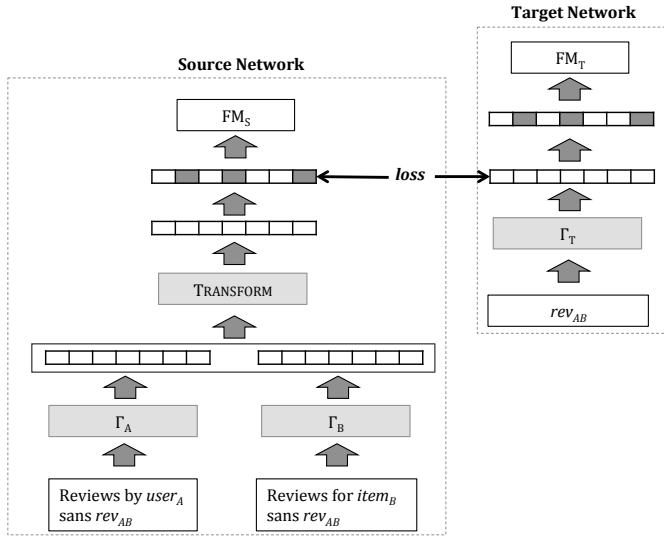 Target Network
FM_T
Source Network
FM_S
loss
Γ_T
TRANSFORM
rev_AB
Γ_A
Γ_B
Reviews by user_A
sans rev_AB
Reviews for item_B
sans rev_AB